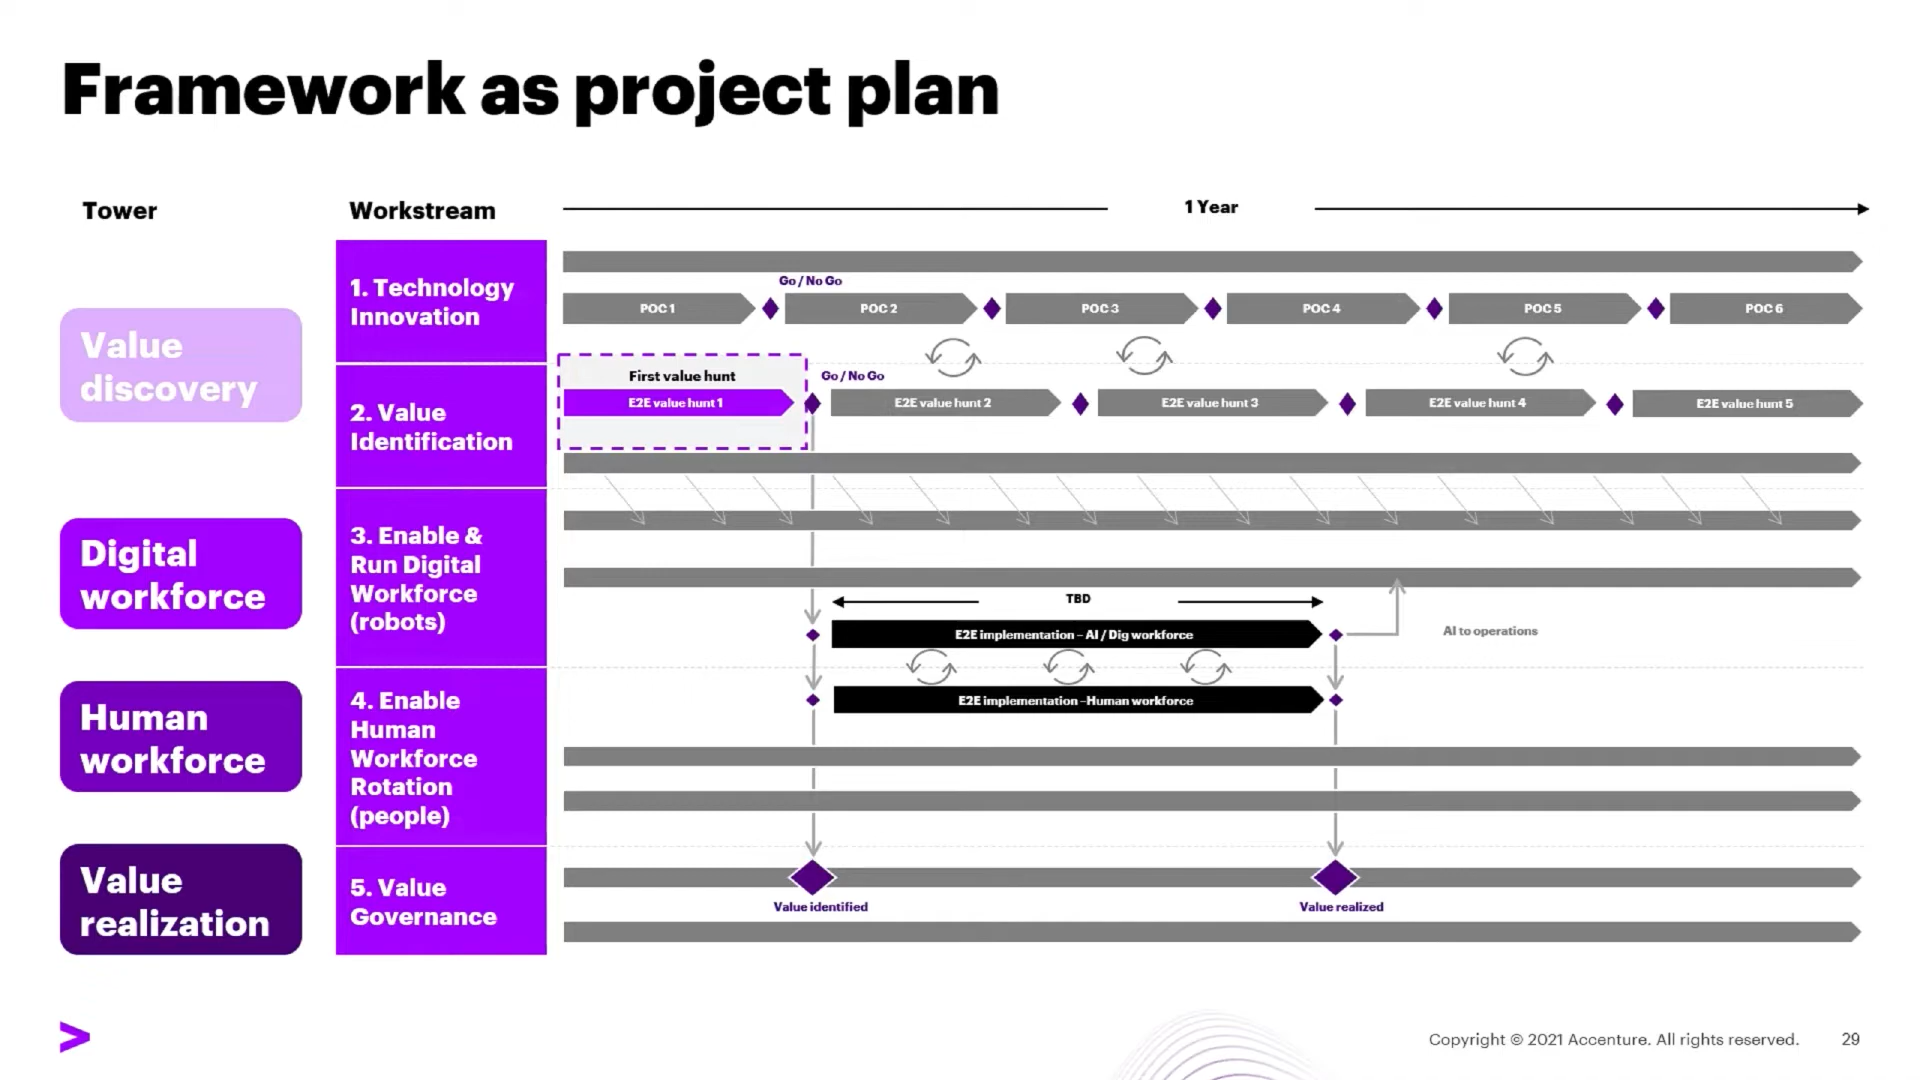 Framework as project plan
Tower
Workstream
1 Year
Value
discovery
1. Technology
Innovation
Go / No Go
POC 1
POC 2
POC 3
POC 4
POC 5
POC 6
2. Value
Identification
First value hunt
Go / No Go
E2E value hunt 1
E2E value hunt 2
E2E value hunt 3
E2E value hunt 4
E2E value hunt 5
Digital
workforce
3. Enable &
Run Digital
Workforce
(robots)
TBD
E2E implementation – AI / Dig workforce
AI to operations
Human
workforce
4. Enable
Human
Workforce
Rotation
(people)
E2E implementation –Human workforce
Value
realization
5. Value
Governance
Value identified
Value realized
Copyright © 2021 Accenture. All rights reserved.
29